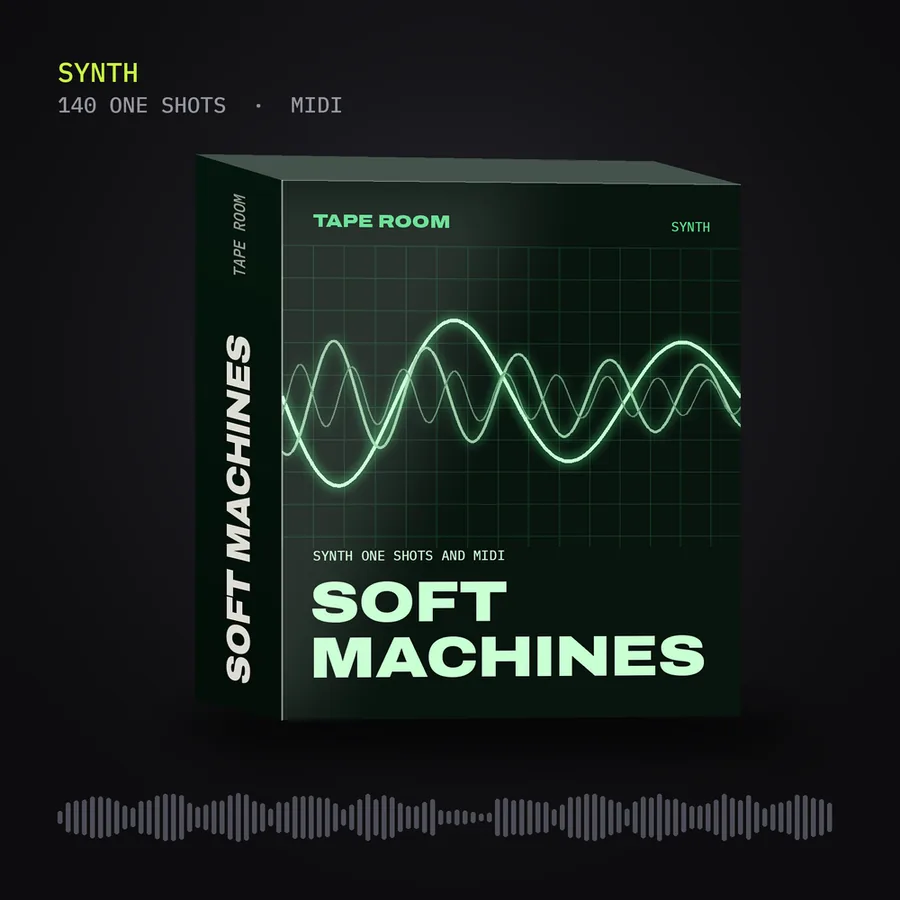 SYNTH
140 ONE SHOTS · MIDI
TAPE ROOM
SOFT MACHINES
TAPE ROOM
SYNTH
SYNTH ONE SHOTS AND MIDI
SOFT
MACHINES